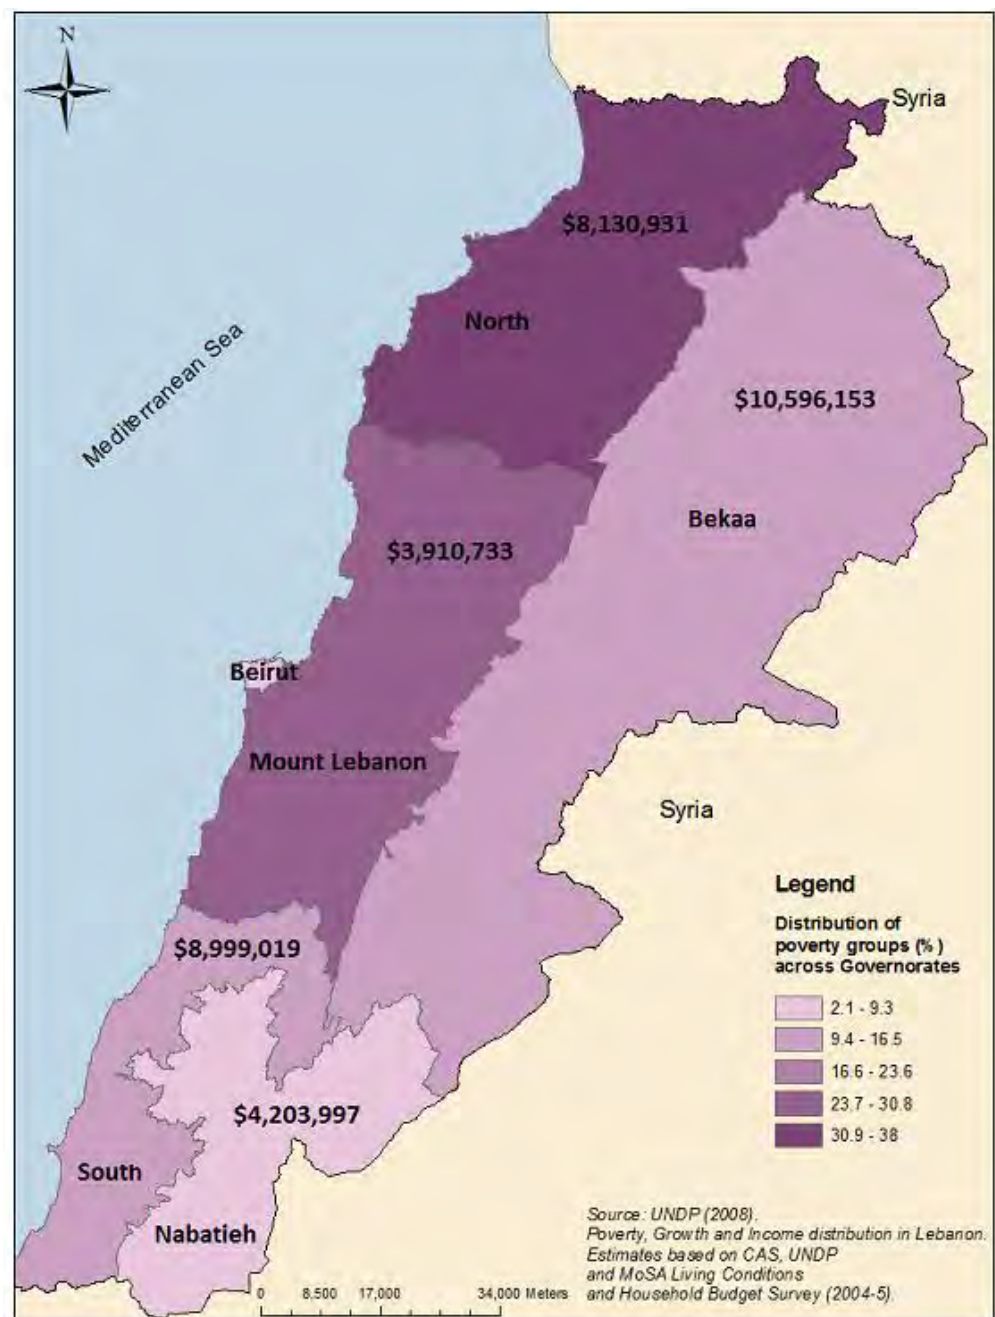 N
Syria
$8,130,931
North
Mediterranean Sea
$10,596,153
Bekaa
$3,910,733
Beirut
Mount Lebanon
Syria
$8,999,019
$4,203,997
South
Nabatieh
Legend
Distribution of
poverty groups (%)
across Governorates
2.1 - 9.3
9.4 - 16.5
16.6 - 23.6
23.7 - 30.8
30.9 - 38
Source: UNDP (2008).
Poverty, Growth and Income distribution in Lebanon.
Estimates based on CAS, UNDP
and MoSA Living Conditions
and Household Budget Survey (2004-5).
0 8,500 17,000 34,000 Meters